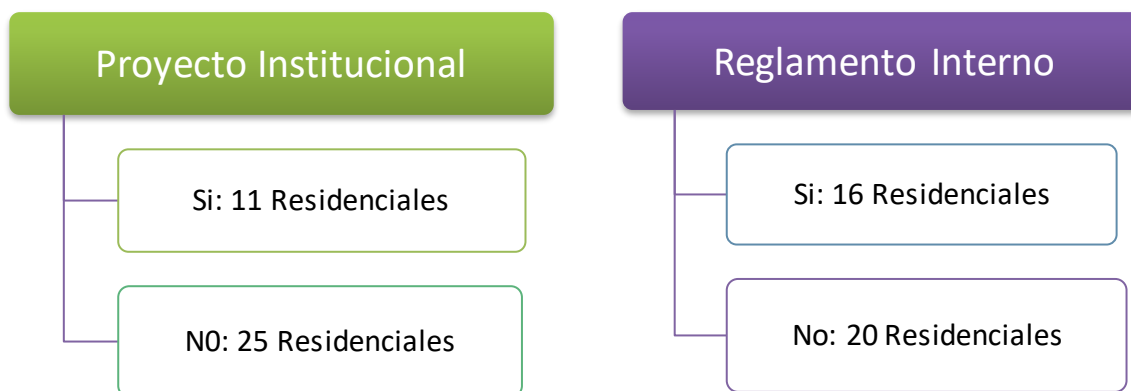 Proyecto Institucional
Si: 11 Residenciales
N0: 25 Residenciales
Reglamento Interno
Si: 16 Residenciales
No: 20 Residenciales